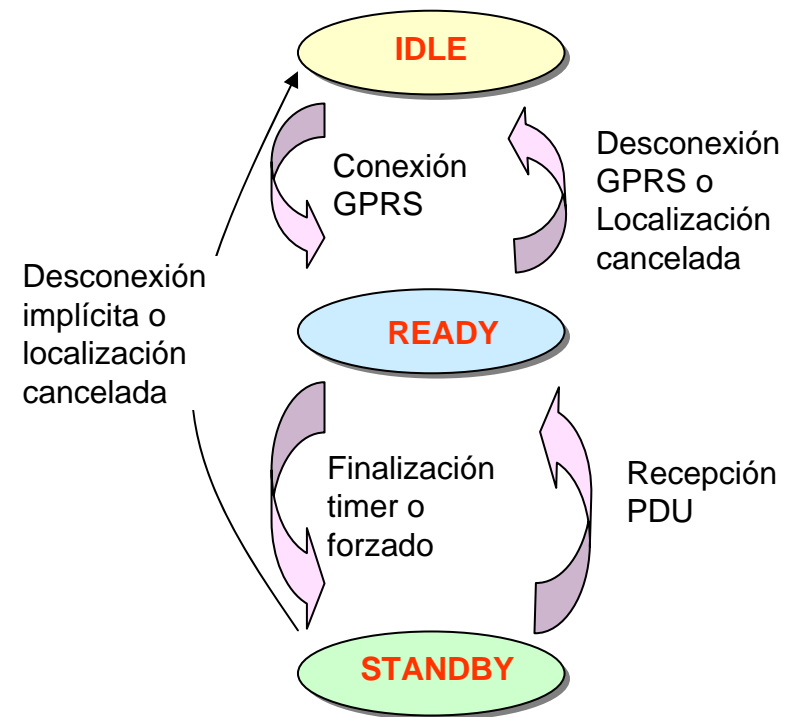 IDLE
Conexión
GPRS
Desconexión
GPRS o
Localización
cancelada
Desconexión
implícita o
localización
cancelada
READY
Finalización
timer o
forzado
Recepción
PDU
STANDBY